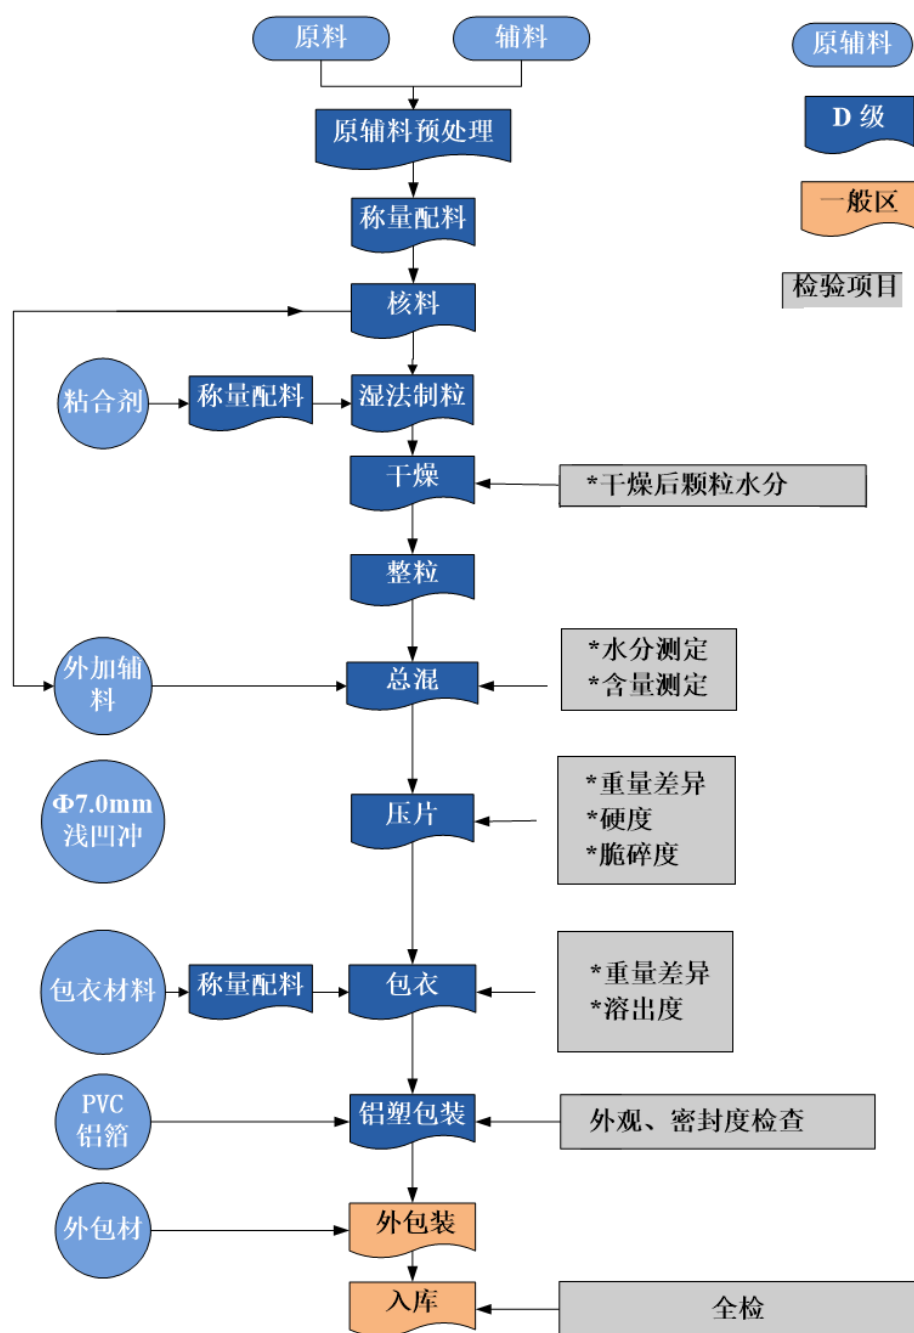 原料
辅料
原辅料
原辅料预处理
D 级
称量配料
一般区
核料
检验项目
粘合剂
称量配料
湿法制粒
干燥
*干燥后颗粒水分
整粒
外加辅
料
总混
*水分测定
*含量测定
Φ7.0mm
浅凹冲
压片
*重量差异
*硬度
*脆碎度
包衣材料
称量配料
包衣
*重量差异
*溶出度
PVC
铝箔
铝塑包装
外观、密封度检查
外包材
外包装
入库
全检